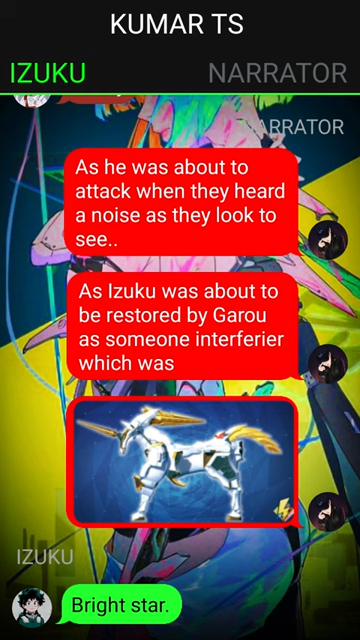 KUMAR TS
IZUKU
NARRATOR
ARRATOR
As he was about to
attack when they heard
a noise as they look to
see..
As Izuku was about to
be restored by Garou
as someone interferier
which was
IZUKU
Bright star.